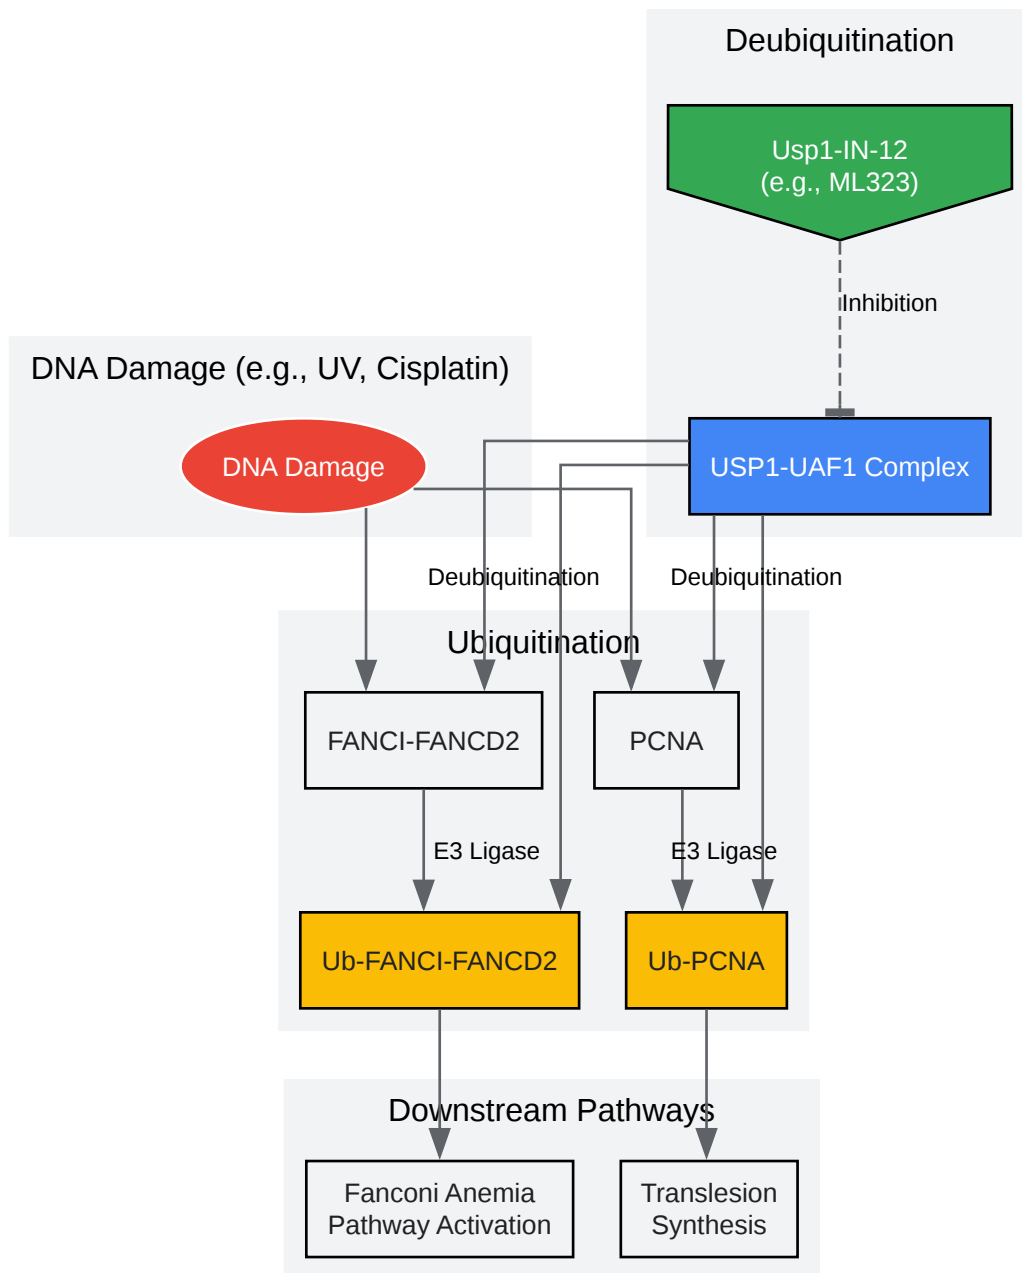 Deubiquitination
Usp1-IN-12
(e.g., ML323)
Inhibition
DNA Damage (e.g., UV, Cisplatin)
DNA Damage
USP1-UAF1 Complex
Deubiquitination
Deubiquitination
Ubiquitination
FANCI-FANCD2
PCNA
E3 Ligase
E3 Ligase
Ub-FANCI-FANCD2
Ub-PCNA
Downstream Pathways
Fanconi Anemia
Pathway Activation
Translesion
Synthesis